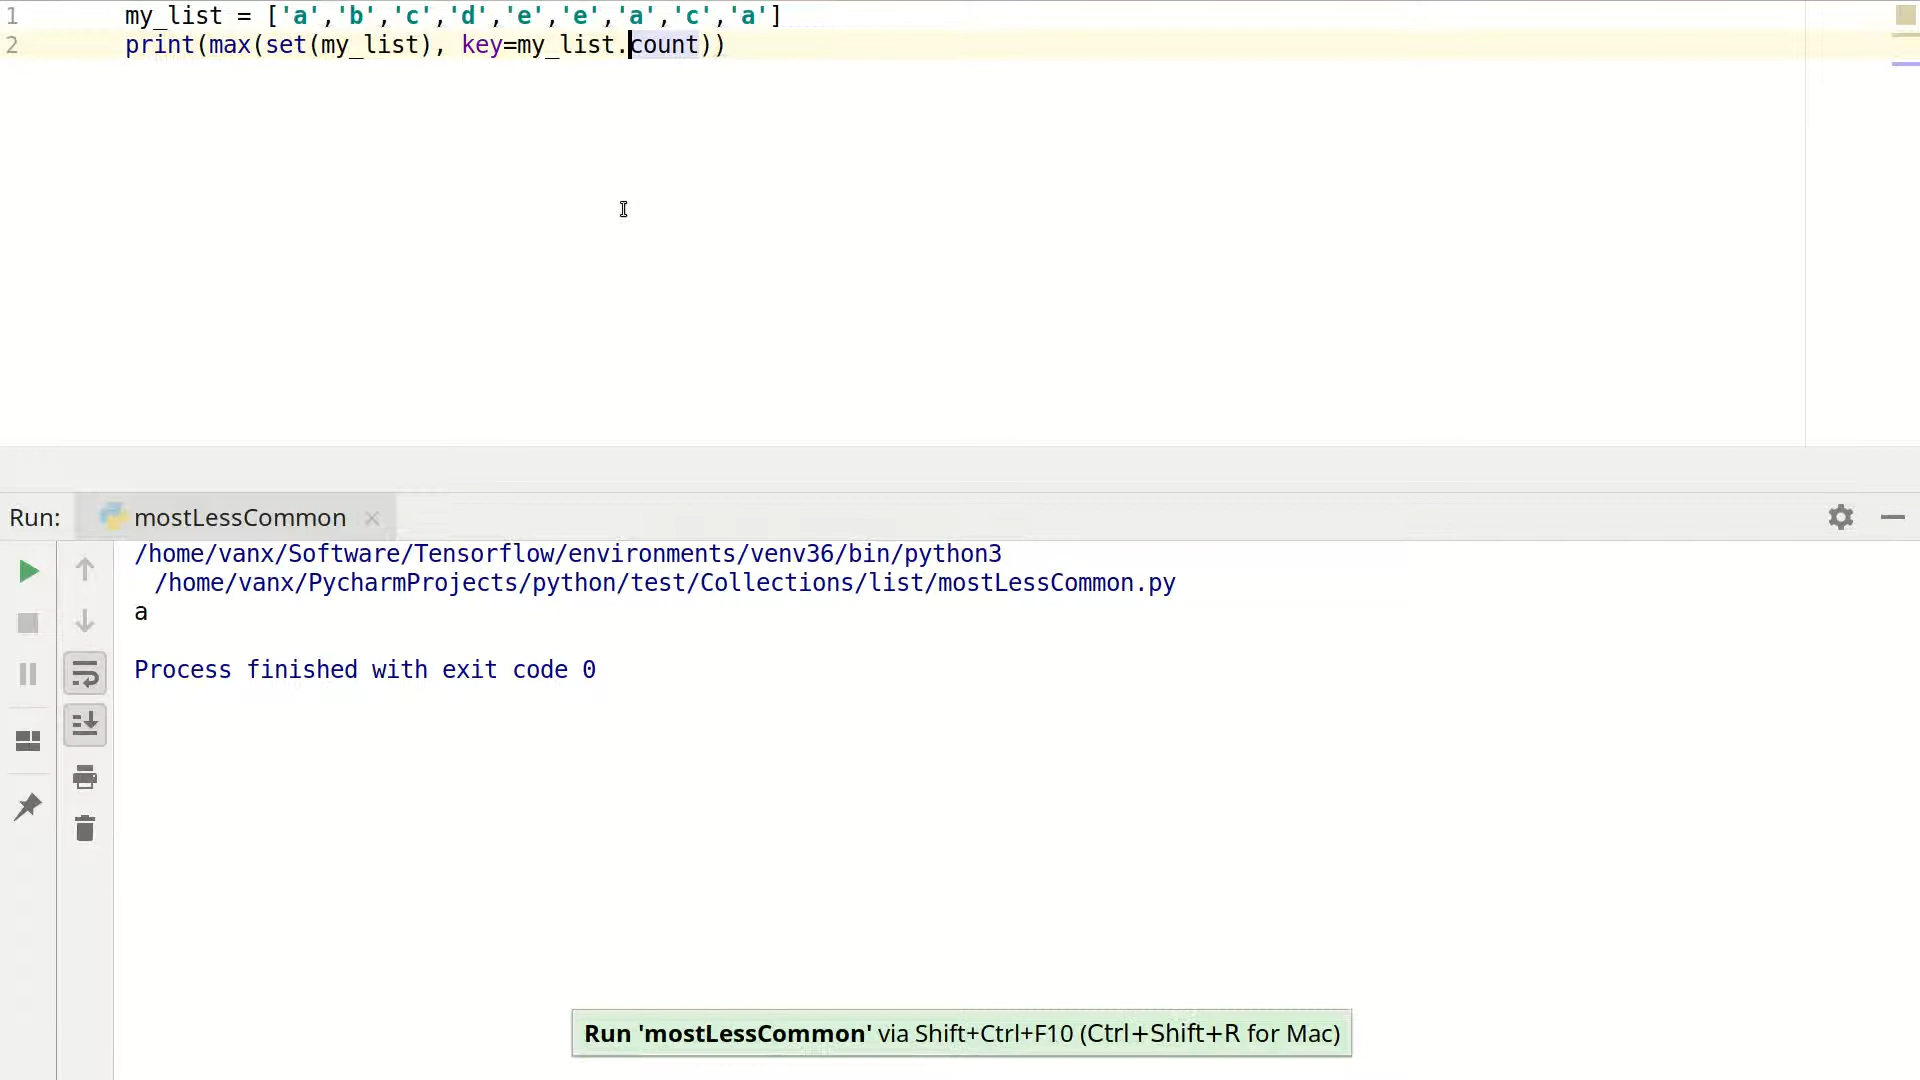 1 my_list = ['a','b','c','d','e','e','a','c','a']
2 print(max(set(my_list), key=my_list.count))
Run: mostLessCommon
/home/vanx/Software/Tensorflow/environments/venv36/bin/python3
/home/vanx/PycharmProjects/python/test/Collections/list/mostLessCommon.py
a
Process finished with exit code 0
Run 'mostLessCommon' via Shift+Ctrl+F10 (Ctrl+Shift+R for Mac)